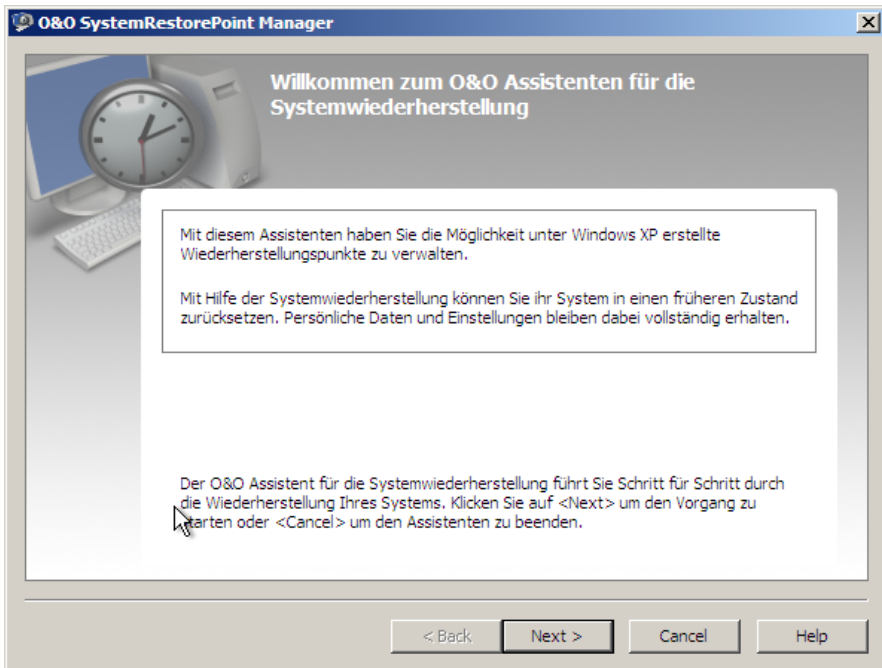 O&O SystemRestorePoint Manager
Willkommen zum O&O Assistenten für die
Systemwiederherstellung
Mit diesem Assistenten haben Sie die Möglichkeit unter Windows XP erstellte
Wiederherstellungspunkte zu verwalten.
Mit Hilfe der Systemwiederherstellung können Sie ihr System in einen früheren Zustand
zurücksetzen. Persönliche Daten und Einstellungen bleiben dabei vollständig erhalten.
Der O&O Assistent für die Systemwiederherstellung führt Sie Schritt für Schritt durch
die Wiederherstellung Ihres Systems. Klicken Sie auf <Next> um den Vorgang zu
starten oder <Cancel> um den Assistenten zu beenden.
< Back
Next >
Cancel
Help